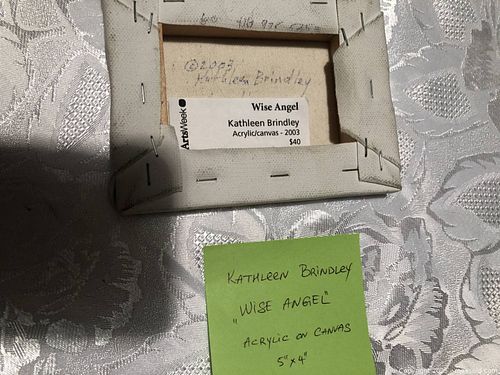 ©2003
Kathleen Brindley
ArtsWeek
Wise Angel
Kathleen Brindley
Acrylic/canvas - 2003
$40
KATHLEEN BRINDLEY
"WISE ANGEL"
ACRYLIC ON CANVAS
5" x 4"